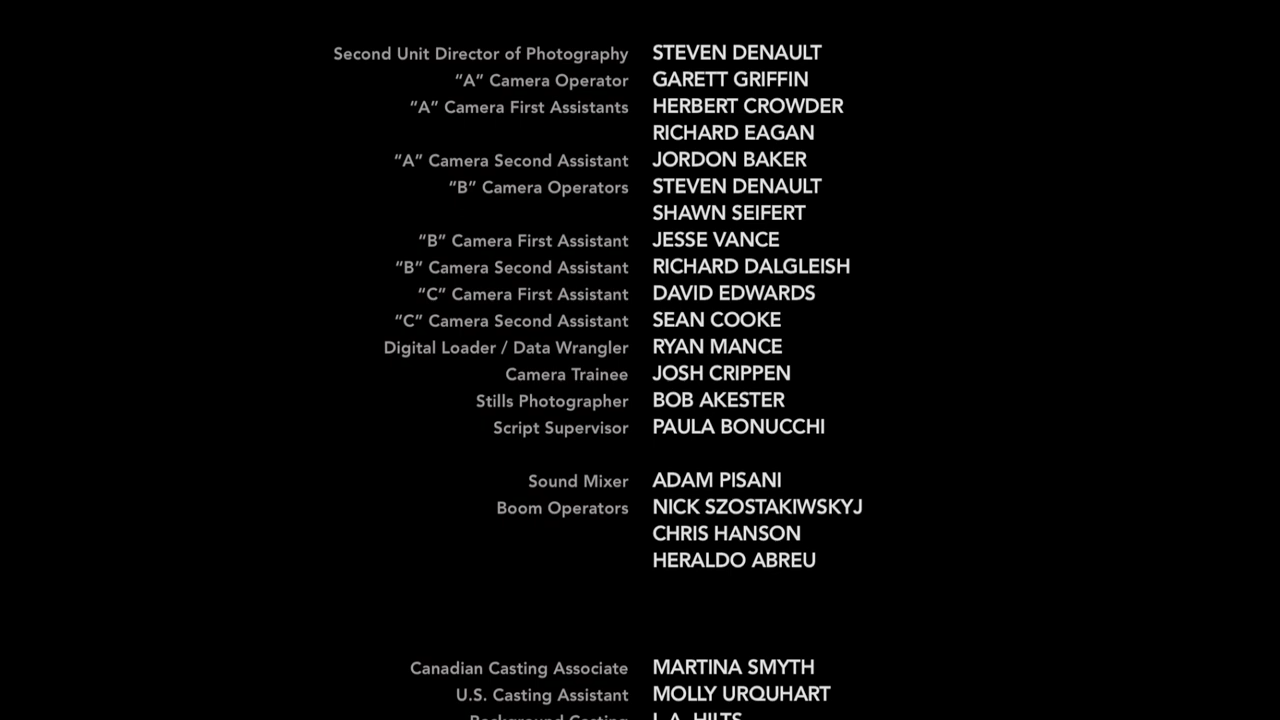 Second Unit Director of Photography STEVEN DENAULT
“A” Camera Operator GARETT GRIFFIN
“A” Camera First Assistants HERBERT CROWDER
RICHARD EAGAN
“A” Camera Second Assistant JORDON BAKER
“B” Camera Operators STEVEN DENAULT
SHAWN SEIFERT
“B” Camera First Assistant JESSE VANCE
“B” Camera Second Assistant RICHARD DALGLEISH
“C” Camera First Assistant DAVID EDWARDS
“C” Camera Second Assistant SEAN COOKE
Digital Loader / Data Wrangler RYAN MANCE
Camera Trainee JOSH CRIPPEN
Stills Photographer BOB AKESTER
Script Supervisor PAULA BONUCCHI
Sound Mixer ADAM PISANI
Boom Operators NICK SZOSTAKIWSKYJ
CHRIS HANSON
HERALDO ABREU
Canadian Casting Associate MARTINA SMYTH
U.S. Casting Assistant MOLLY URQUHART
Background Casting L.A. HILTS